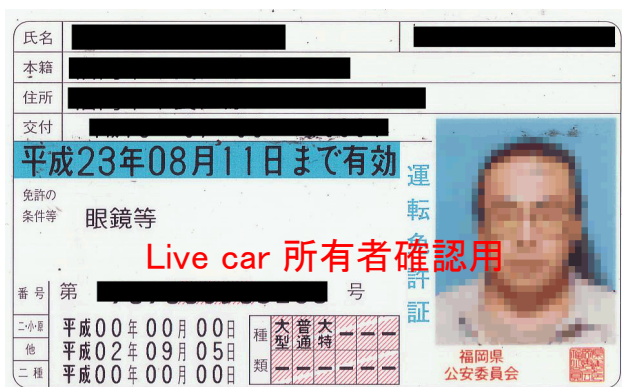 氏名
本籍
住所
交付
平成23年08月11日まで有効
免許の
条件等
眼鏡等
運転免許証
Live car 所有者確認用
番号 第 号
二・小・原 平成00年00月00日
他 平成02年09月05日
二種 平成00年00月00日
種類 大型 普通 大特 ー ー ー ー
福岡県
公安委員会